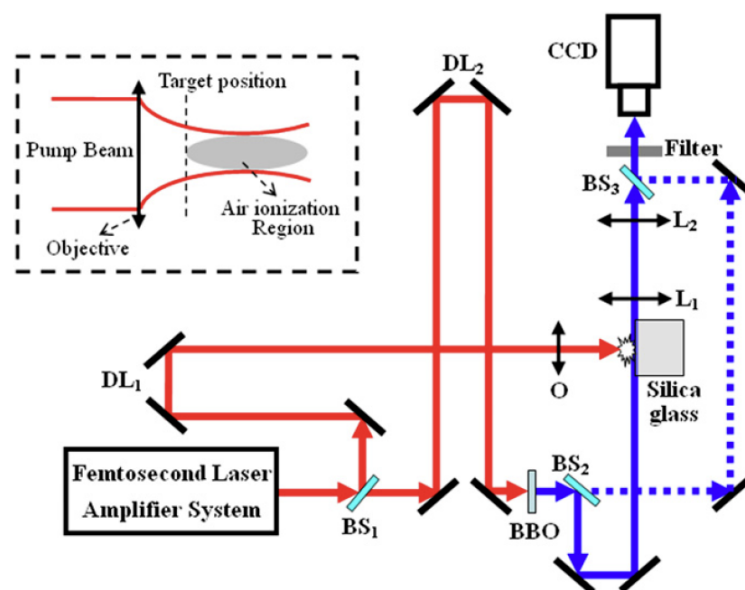 CCD
DL₂
Target position
Filter
Pump Beam
BS₃
Air ionization
Region
L₂
Objective
L₁
DL₁
O
Silica
glass
Femtosecond Laser
Amplifier System
BS₂
BS₁
BBO